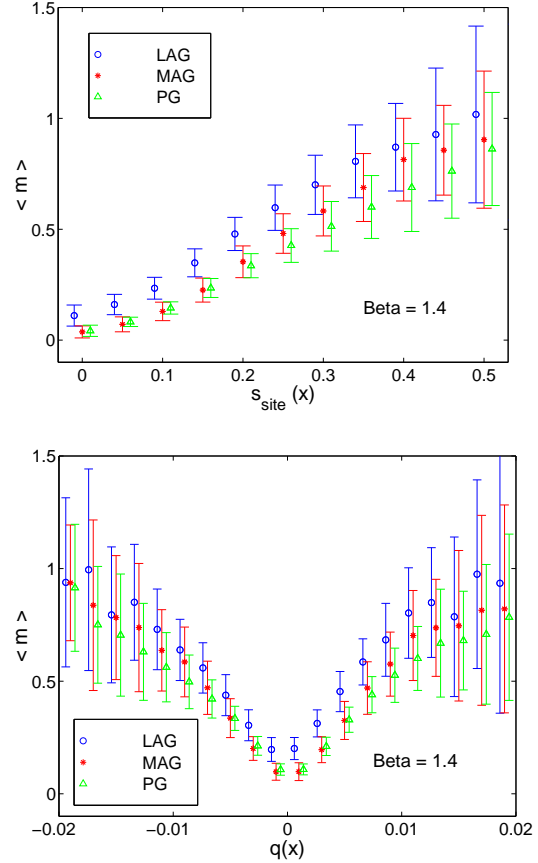 1.5
LAG
MAG
PG
1
< m >
0.5
Beta = 1.4
0
0 0.1 0.2 0.3 0.4 0.5
s_site (x)
1.5
1
< m >
0.5
LAG
MAG
PG
Beta = 1.4
0
−0.02 −0.01 0 0.01 0.02
q(x)